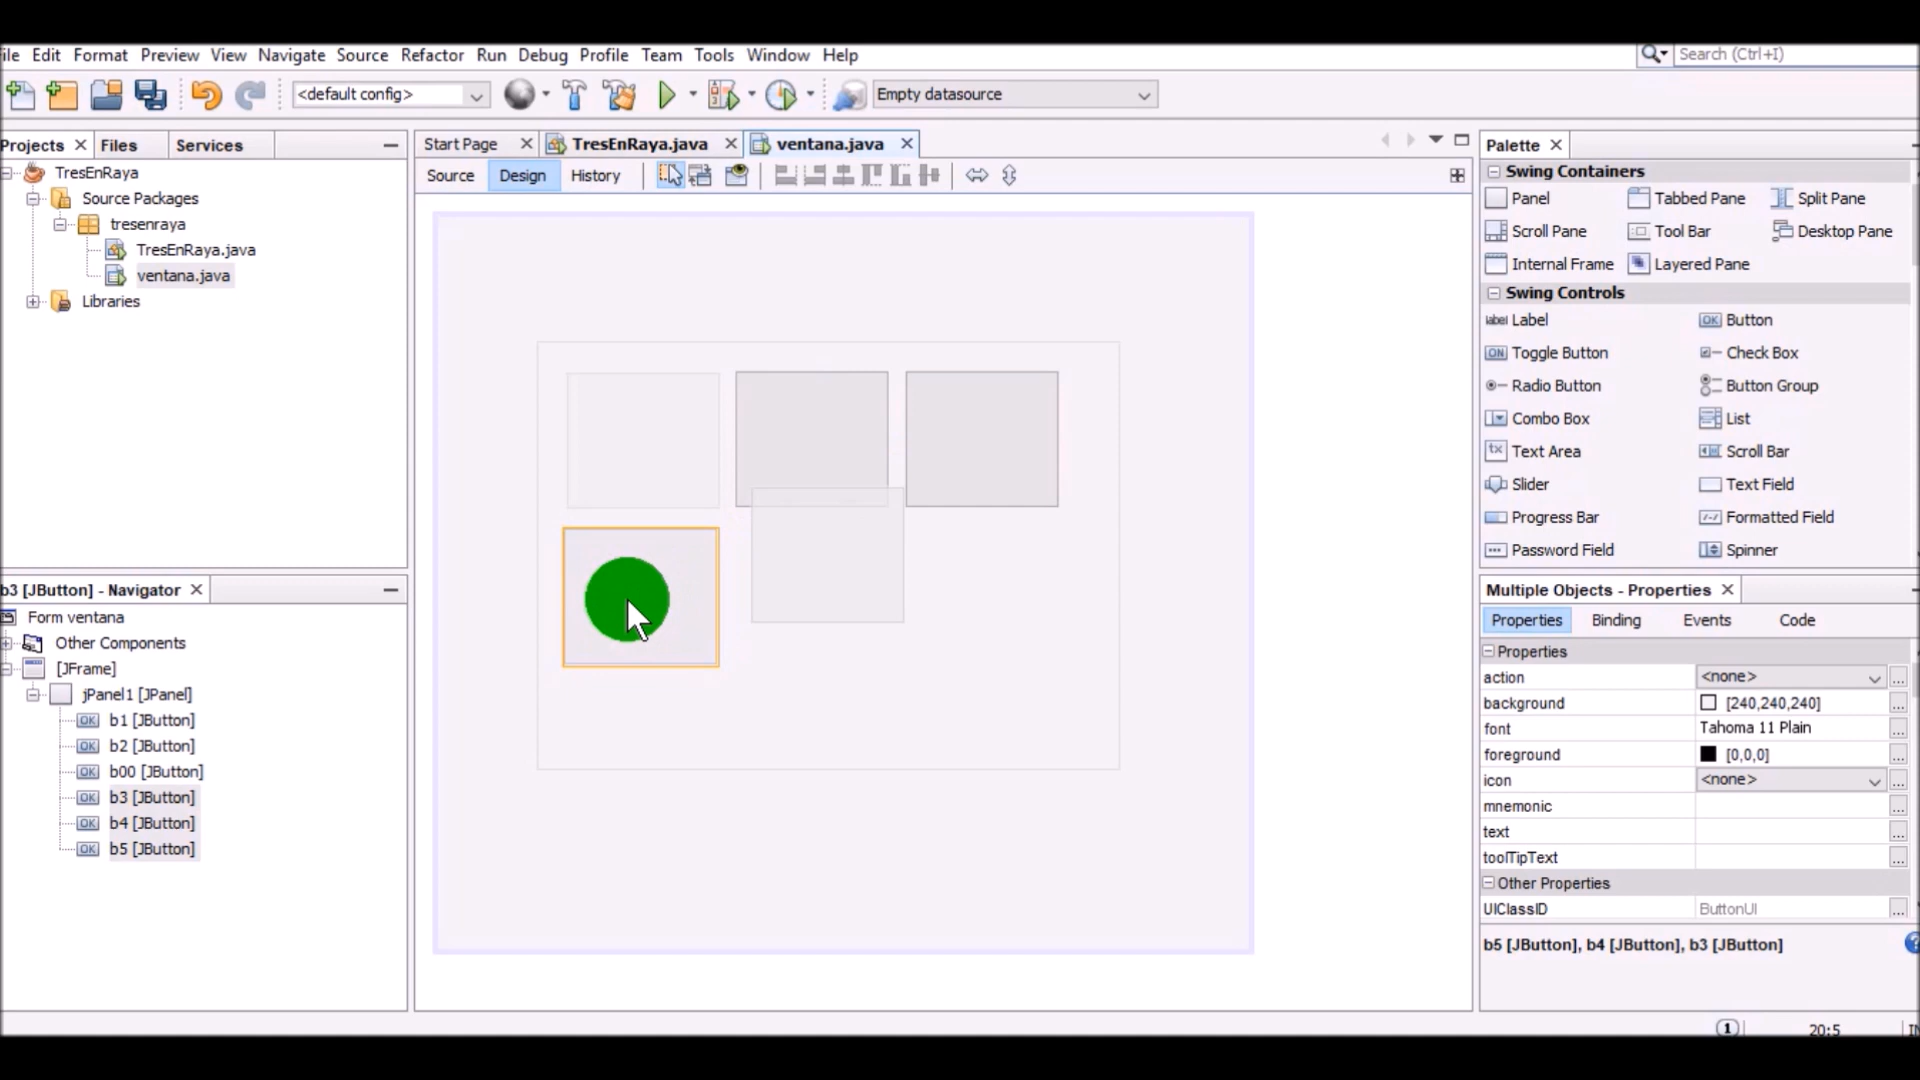 ile Edit Format Preview View Navigate Source Refactor Run Debug Profile Team Tools Window Help
Search (Ctrl+I)
<default config>
Empty datasource
Projects Files Services
TresEnRaya
Source Packages
tresenraya
TresEnRaya.java
ventana.java
Libraries
b3 [JButton] - Navigator
Form ventana
Other Components
[JFrame]
jPanel1 [JPanel]
b1 [JButton]
b2 [JButton]
b00 [JButton]
b3 [JButton]
b4 [JButton]
b5 [JButton]
Start Page TresEnRaya.java ventana.java
Source Design History
Palette
Swing Containers
Panel Tabbed Pane Split Pane
Scroll Pane Tool Bar Desktop Pane
Internal Frame Layered Pane
Swing Controls
label Label OK Button
ON Toggle Button Check Box
Radio Button Button Group
Combo Box List
tx Text Area Scroll Bar
Slider Text Field
Progress Bar Formatted Field
Password Field Spinner
Multiple Objects - Properties
Properties Binding Events Code
Properties
action <none> ...
background [240,240,240] ...
font Tahoma 11 Plain ...
foreground [0,0,0] ...
icon <none> ...
mnemonic ...
text ...
toolTipText ...
Other Properties
UIClassID ButtonUI ...
b5 [JButton], b4 [JButton], b3 [JButton]
1 20:5 IN